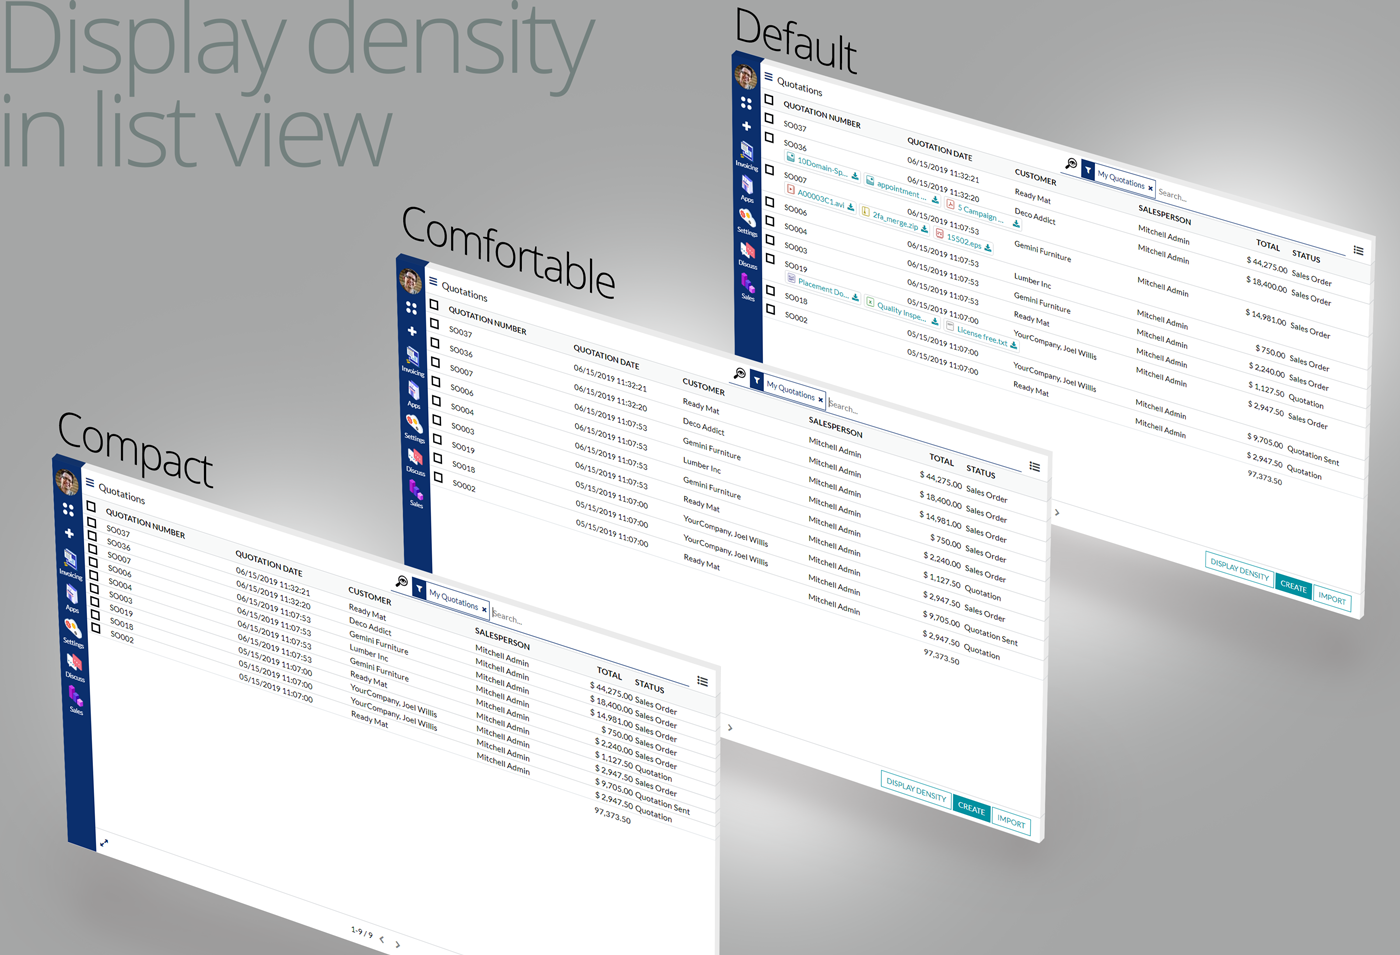 Display density
in list view
Default
Quotations
My Quotations × Search...
QUOTATION NUMBER QUOTATION DATE CUSTOMER SALESPERSON TOTAL STATUS
SO037 06/15/2019 11:32:21 Ready Mat Mitchell Admin $ 44,275.00 Sales Order
SO036 06/15/2019 11:32:20 Deco Addict Mitchell Admin $ 18,400.00 Sales Order
10Domain-Sp... appointment ... 5 Campaign ...
SO007 06/15/2019 11:07:53 Gemini Furniture Mitchell Admin $ 14,981.00 Sales Order
A00003C1.avi 2fa_merge.zip 15502.eps
SO006 06/15/2019 11:07:53 Lumber Inc Mitchell Admin $ 750.00 Sales Order
SO004 06/15/2019 11:07:53 Gemini Furniture Mitchell Admin $ 2,240.00 Sales Order
SO003 06/15/2019 11:07:53 Ready Mat Mitchell Admin $ 1,127.50 Quotation
SO019 05/15/2019 11:07:00 YourCompany, Joel Willis Mitchell Admin $ 2,947.50 Sales Order
Placement Do... Quality Inspe... License free.txt
SO018 05/15/2019 11:07:00 YourCompany, Joel Willis Mitchell Admin $ 9,705.00 Quotation Sent
SO002 05/15/2019 11:07:00 Ready Mat Mitchell Admin $ 2,947.50 Quotation
97,373.50
Invoicing
Apps
Settings
Discuss
Sales
DISPLAY DENSITY CREATE IMPORT
Comfortable
Quotations
My Quotations × Search...
QUOTATION NUMBER QUOTATION DATE CUSTOMER SALESPERSON TOTAL STATUS
SO037 06/15/2019 11:32:21 Ready Mat Mitchell Admin $ 44,275.00 Sales Order
SO036 06/15/2019 11:32:20 Deco Addict Mitchell Admin $ 18,400.00 Sales Order
SO007 06/15/2019 11:07:53 Gemini Furniture Mitchell Admin $ 14,981.00 Sales Order
SO006 06/15/2019 11:07:53 Lumber Inc Mitchell Admin $ 750.00 Sales Order
SO004 06/15/2019 11:07:53 Gemini Furniture Mitchell Admin $ 2,240.00 Sales Order
SO003 06/15/2019 11:07:53 Ready Mat Mitchell Admin $ 1,127.50 Quotation
SO019 05/15/2019 11:07:00 YourCompany, Joel Willis Mitchell Admin $ 2,947.50 Sales Order
SO018 05/15/2019 11:07:00 YourCompany, Joel Willis Mitchell Admin $ 9,705.00 Quotation Sent
SO002 05/15/2019 11:07:00 Ready Mat Mitchell Admin $ 2,947.50 Quotation
97,373.50
Invoicing
Apps
Settings
Discuss
Sales
DISPLAY DENSITY CREATE IMPORT
Compact
Quotations
My Quotations × Search...
QUOTATION NUMBER QUOTATION DATE CUSTOMER SALESPERSON TOTAL STATUS
SO037 06/15/2019 11:32:21 Ready Mat Mitchell Admin $ 44,275.00 Sales Order
SO036 06/15/2019 11:32:20 Deco Addict Mitchell Admin $ 18,400.00 Sales Order
SO007 06/15/2019 11:07:53 Gemini Furniture Mitchell Admin $ 14,981.00 Sales Order
SO006 06/15/2019 11:07:53 Lumber Inc Mitchell Admin $ 750.00 Sales Order
SO004 06/15/2019 11:07:53 Gemini Furniture Mitchell Admin $ 2,240.00 Sales Order
SO003 06/15/2019 11:07:53 Ready Mat Mitchell Admin $ 1,127.50 Quotation
SO019 05/15/2019 11:07:00 YourCompany, Joel Willis Mitchell Admin $ 2,947.50 Sales Order
SO018 05/15/2019 11:07:00 YourCompany, Joel Willis Mitchell Admin $ 9,705.00 Quotation Sent
SO002 05/15/2019 11:07:00 Ready Mat Mitchell Admin $ 2,947.50 Quotation
97,373.50
Invoicing
Apps
Settings
Discuss
Sales
1-9 / 9